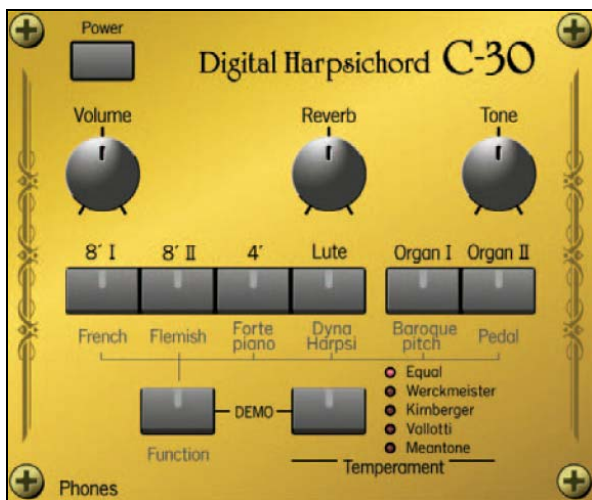 Power
Digital Harpsichord C-30
Volume Reverb Tone
8´ I 8´ II 4´ Lute Organ I Organ II
French Flemish Forte piano Dyna Harpsi Baroque pitch Pedal
Equal
Werckmeister
DEMO
Kirnberger
Vallotti
Function
Meantone
Temperament
Phones